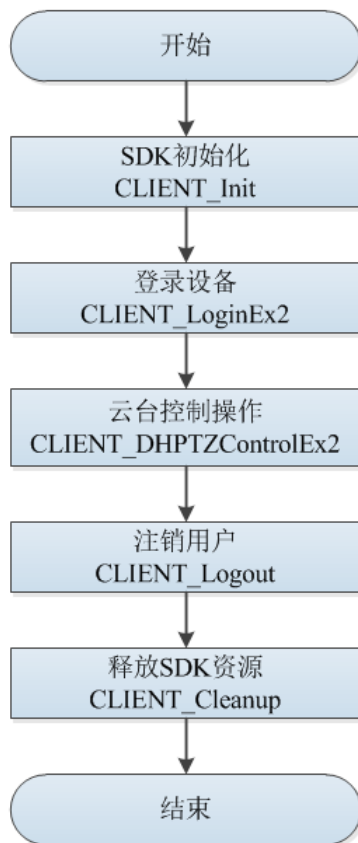 开始
SDK初始化
CLIENT_Init
登录设备
CLIENT_LoginEx2
云台控制操作
CLIENT_DHPTZControlEx2
注销用户
CLIENT_Logout
释放SDK资源
CLIENT_Cleanup
结束